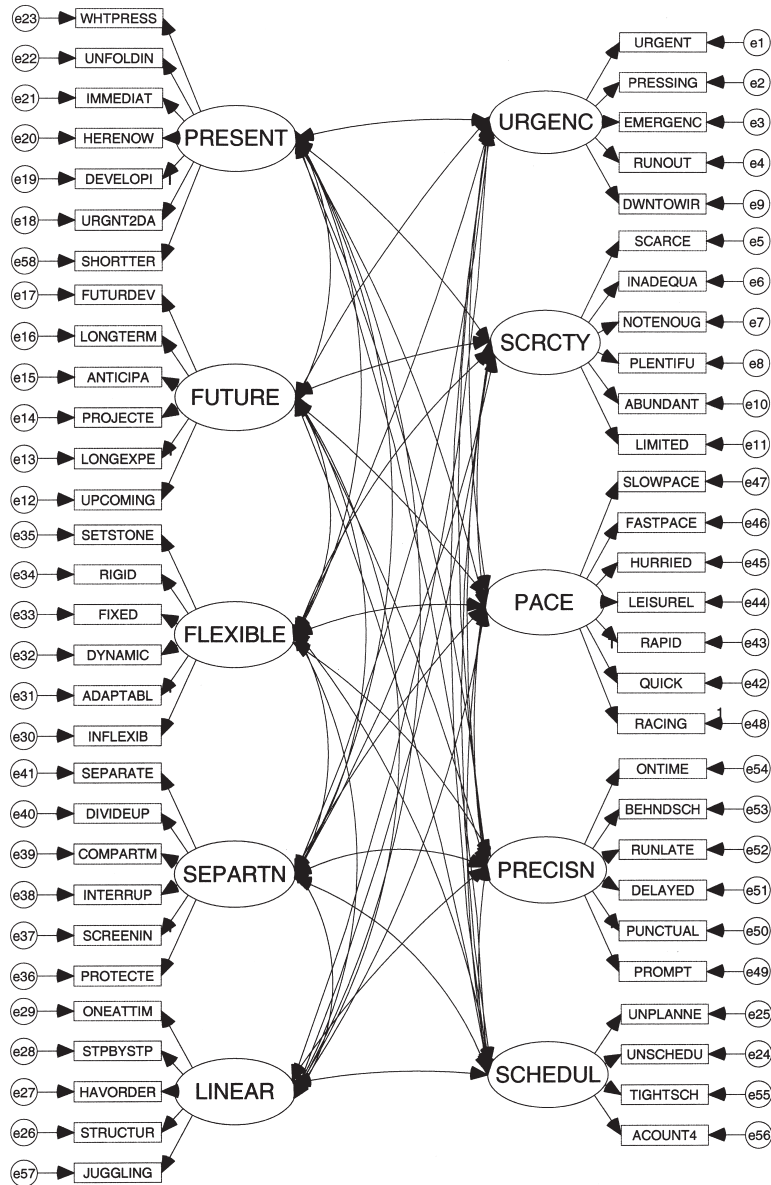 e23 WHTPRESS
e22 UNFOLDIN
e21 IMMEDIAT
e20 HERENOW
e19 DEVELOPI 1
e18 URGNT2DA
e58 SHORTTER
PRESENT
e17 FUTURDEV
e16 LONGTERM
e15 ANTICIPA
e14 PROJECTE
e13 LONGEXPE 1
e12 UPCOMING
FUTURE
e35 SETSTONE
e34 RIGID
e33 FIXED
e32 DYNAMIC
e31 ADAPTABL 1
e30 INFLEXIB
FLEXIBLE
e41 SEPARATE
e40 DIVIDEUP
e39 COMPARTM
e38 INTERRUP
e37 SCREENIN
e36 PROTECTE
SEPARTN
e29 ONEATTIM
e28 STPBYSTP
e27 HAVORDER
e26 STRUCTUR
e57 JUGGLING
LINEAR
URGENC
URGENT e1
PRESSING e2
EMERGENC e3
RUNOUT e4
DWNTOWIR e9
SCRCTY
SCARCE e5
INADEQUA e6
NOTENOUG e7
PLENTIFU e8
ABUNDANT e10
LIMITED e11
PACE
SLOWPACE e47
FASTPACE e46
HURRIED e45
LEISUREL e44
1 RAPID e43
QUICK e42
RACING 1 e48
PRECISN
ONTIME e54
BEHNDSCH e53
RUNLATE e52
DELAYED e51
PUNCTUAL e50
PROMPT e49
SCHEDUL
UNPLANNE e25
UNSCHEDU e24
TIGHTSCH e55
ACOUNT4 e56